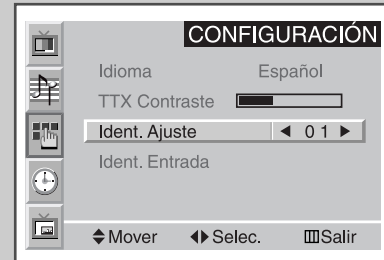 CONFIGURACIÓN
Idioma Español
TTX Contraste
Ident. Ajuste ◀ 0 1 ▶
Ident. Entrada
Mover Selec. Salir